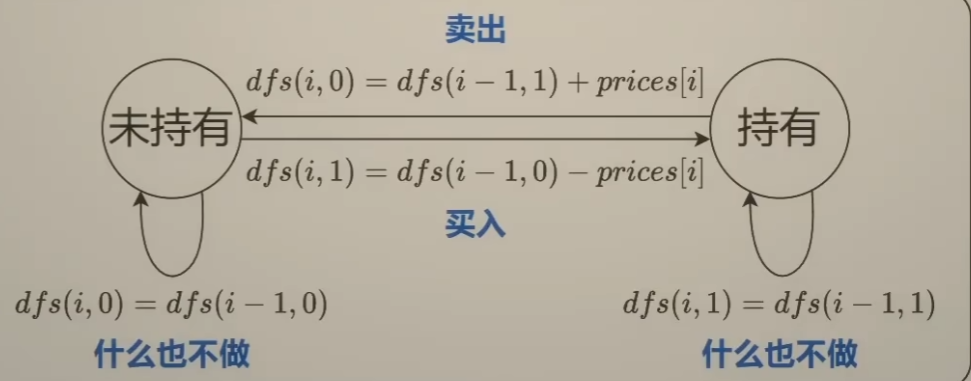 卖出
dfs(i,0) = dfs(i − 1,1) + prices[i]
未持有
持有
dfs(i,1) = dfs(i − 1,0) − prices[i]
买入
dfs(i,0) = dfs(i − 1,0)
dfs(i,1) = dfs(i − 1,1)
什么也不做
什么也不做